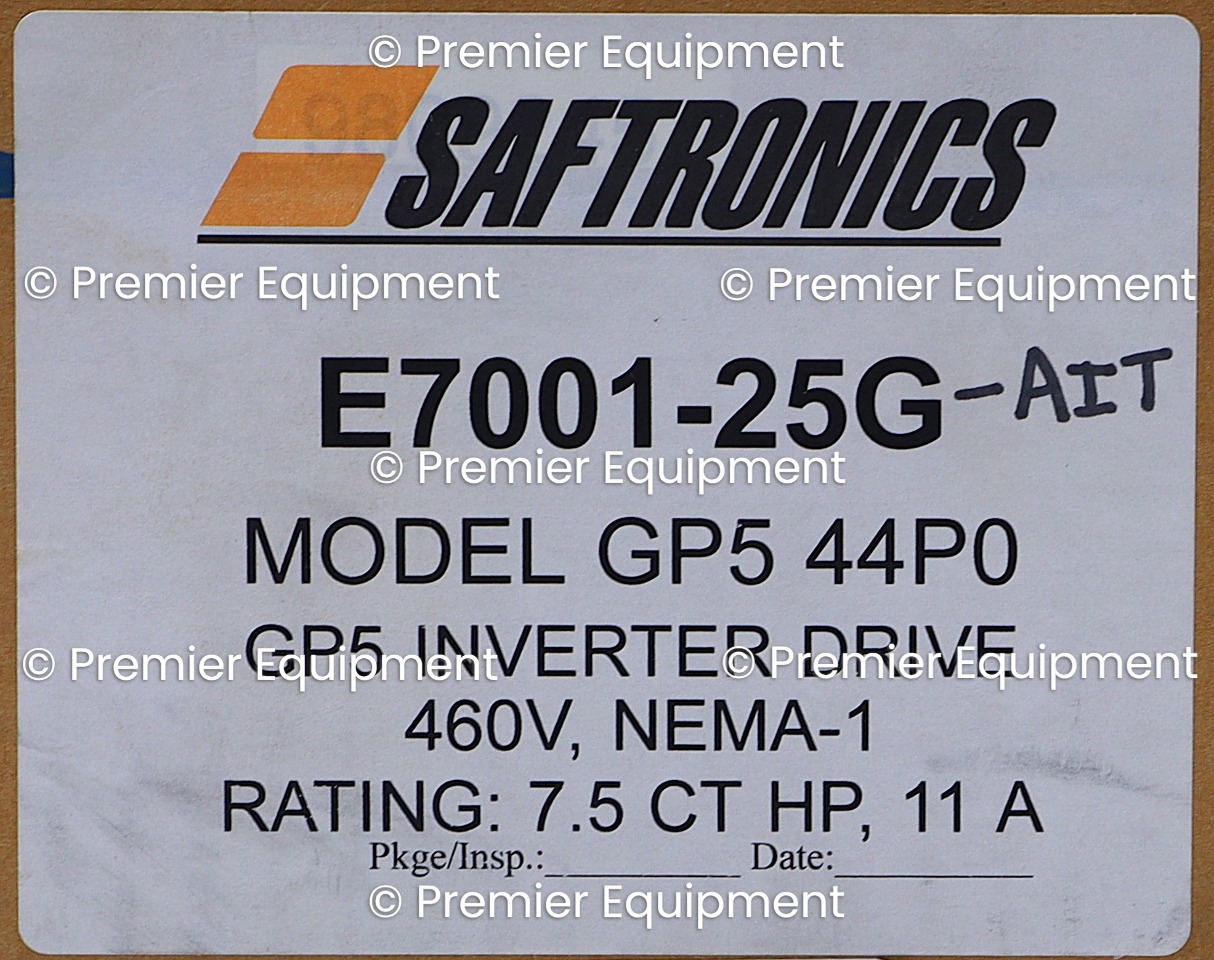 © Premier Equipment
SAFTRONICS
© Premier Equipment © Premier Equipment
E7001-25G-AIT
© Premier Equipment
MODEL GP5 44P0
GP5 INVERTER DRIVE
© Premier Equipment © Premier Equipment
460V, NEMA-1
RATING: 7.5 CT HP, 11 A
Pkge/Insp.:__________ Date:__________
© Premier Equipment